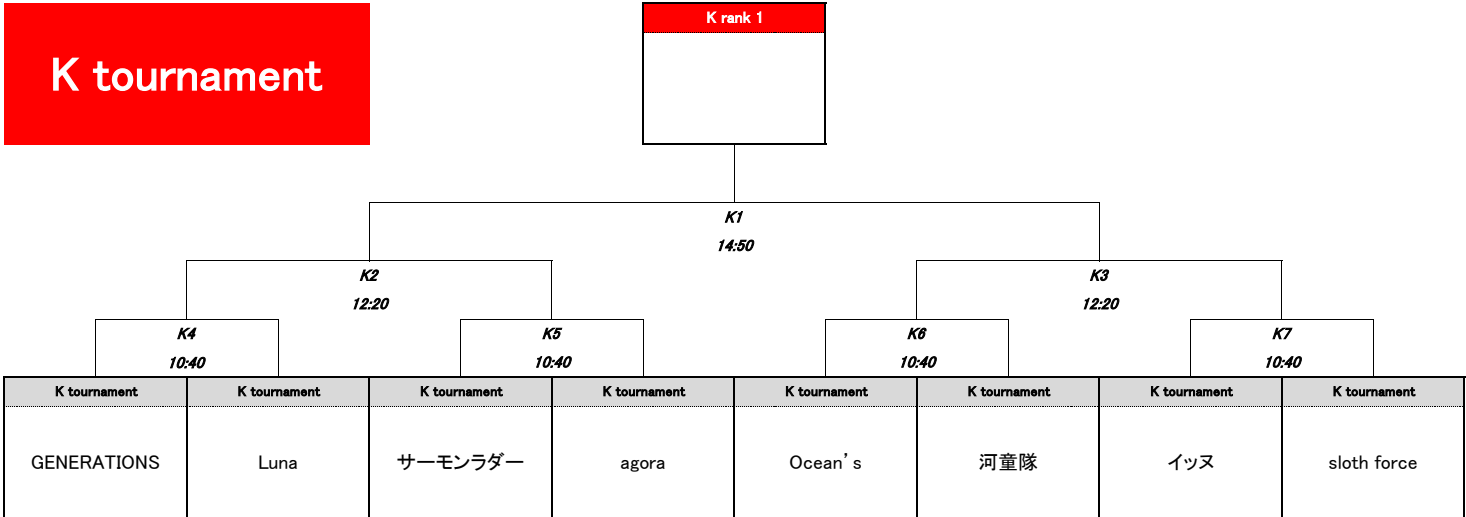 K tournament
K rank 1
K1
14:50
K2
K3
12:20
12:20
K4
K5
K6
K7
10:40
10:40
10:40
10:40
K tournament
K tournament
K tournament
K tournament
K tournament
K tournament
K tournament
K tournament
GENERATIONS
Luna
サーモンラダー
agora
Ocean’s
河童隊
イッヌ
sloth force